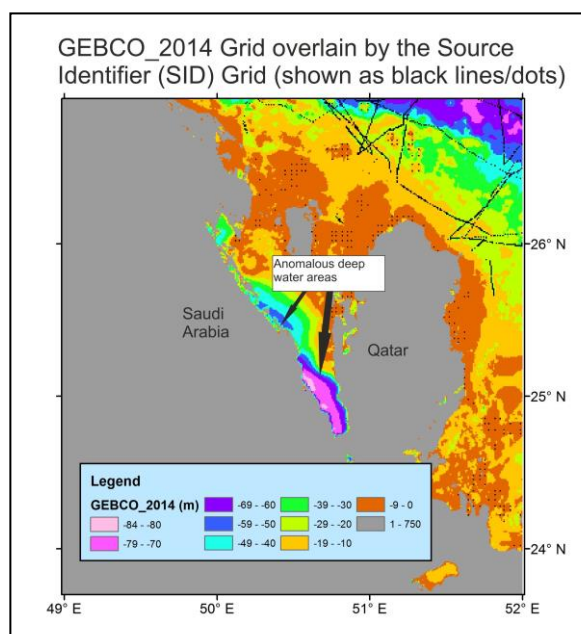 GEBCO_2014 Grid overlain by the Source
Identifier (SID) Grid (shown as black lines/dots)
26° N
Anomalous deep
water areas
Saudi
Arabia
Qatar
25° N
Legend
GEBCO_2014 (m)
-84 - -80
-79 - -70
-69 - -60
-59 - -50
-49 - -40
-39 - -30
-29 - -20
-19 - -10
-9 - 0
1 - 750
24° N
49° E
50° E
51° E
52° E